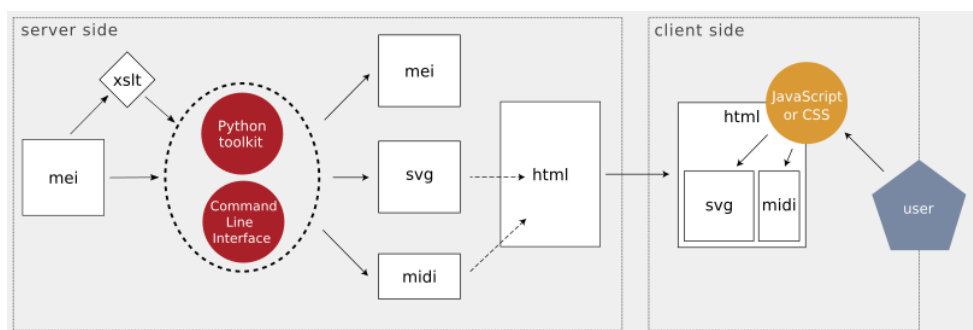 server side
client side
xslt
mei
Python
toolkit
Command
Line
Interface
mei
svg
midi
html
html
JavaScript
or CSS
svg
midi
user